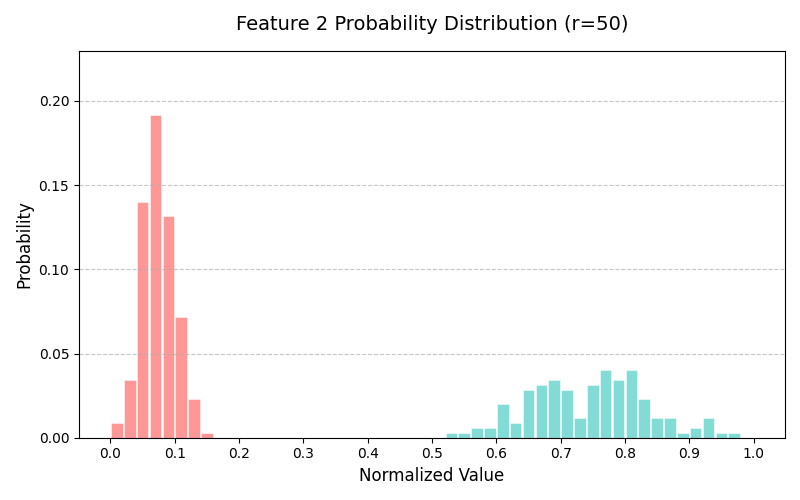 Feature 2 Probability Distribution (r=50)
0.20
0.15
0.10
0.05
0.00
Probability
0.0 0.1 0.2 0.3 0.4 0.5 0.6 0.7 0.8 0.9 1.0
Normalized Value